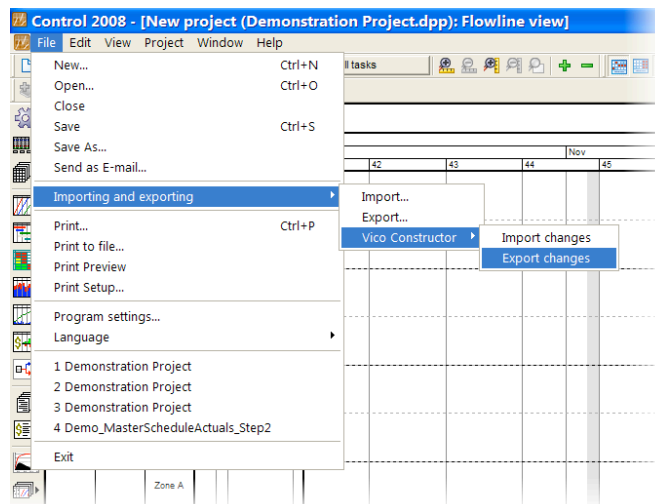 Control 2008 - [New project (Demonstration Project.dpp): Flowline view]
File Edit View Project Window Help
New... Ctrl+N
ll tasks
Open... Ctrl+O
Close
Save Ctrl+S
Save As...
Nov
Send as E-mail...
42 43 44 45
Importing and exporting
Import...
Export...
Print... Ctrl+P
Vico Constructor
Import changes
Print to file...
Export changes
Print Preview
Print Setup...
Program settings...
Language
1 Demonstration Project
2 Demonstration Project
3 Demonstration Project
4 Demo_MasterScheduleActuals_Step2
Exit
Zone A